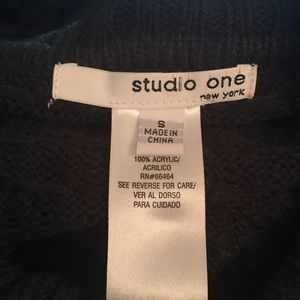 studio one
new york
S
MADE IN
CHINA
100% ACRYLIC/
ACRILICO
RN#66464
SEE REVERSE FOR CARE/
VER AL DORSO
PARA CUIDADO